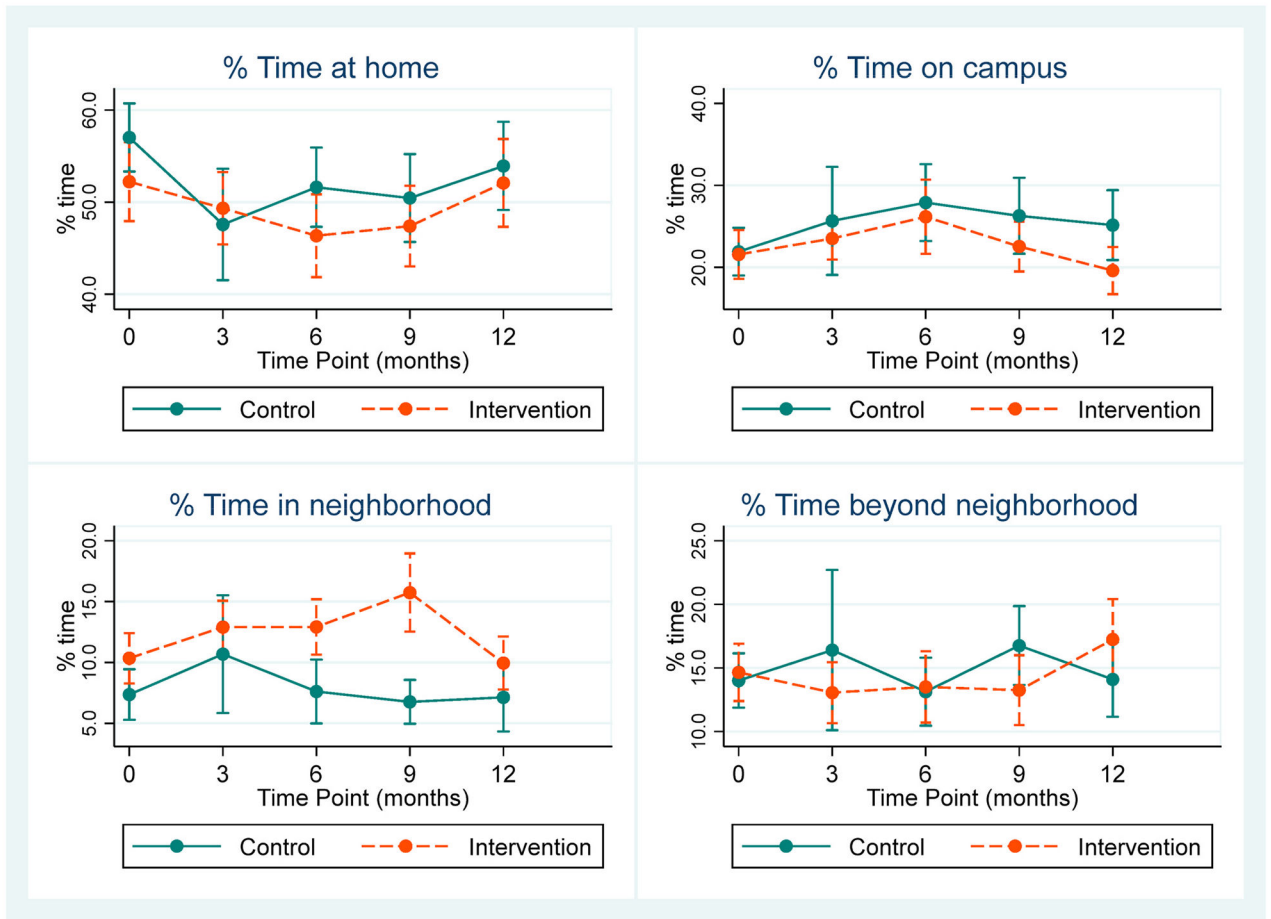 % Time at home
% time
60.0
50.0
40.0
0 3 6 9 12
Time Point (months)
Control Intervention
% Time on campus
% time
40.0
30.0
20.0
0 3 6 9 12
Time Point (months)
Control Intervention
% Time in neighborhood
% time
20.0
15.0
10.0
5.0
0 3 6 9 12
Time Point (months)
Control Intervention
% Time beyond neighborhood
% time
25.0
20.0
15.0
10.0
0 3 6 9 12
Time Point (months)
Control Intervention